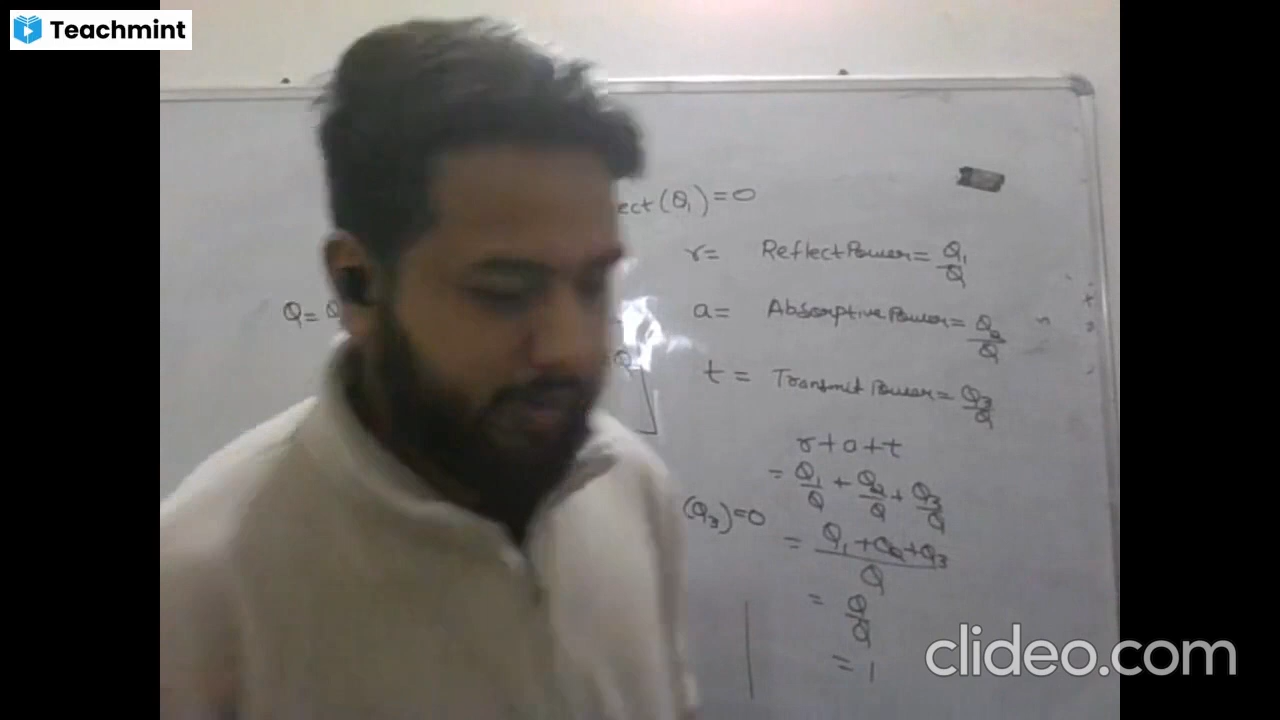 Teachmint
ect (Q₁) = 0
r = Reflect Power = Q₁/Q
Q =
a = Absorptive Power = Q₂/Q
Q
t = Transmit Power = Q₃/Q
r + a + t
= Q₁/Q + Q₂/Q + Q₃/Q
(Q₃) = 0
= Q₁ + Q₂ + Q₃ / Q
= Q/Q
= 1
clideo.com